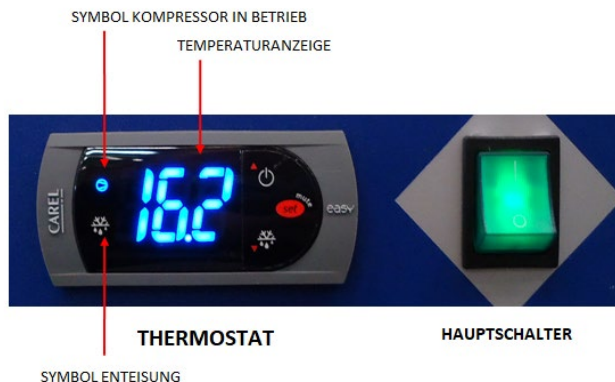 SYMBOL KOMPRESSOR IN BETRIEB
TEMPERATURANZEIGE
CAREL
16.2
mute
set
easy
THERMOSTAT
HAUPTSCHALTER
SYMBOL ENTEISUNG